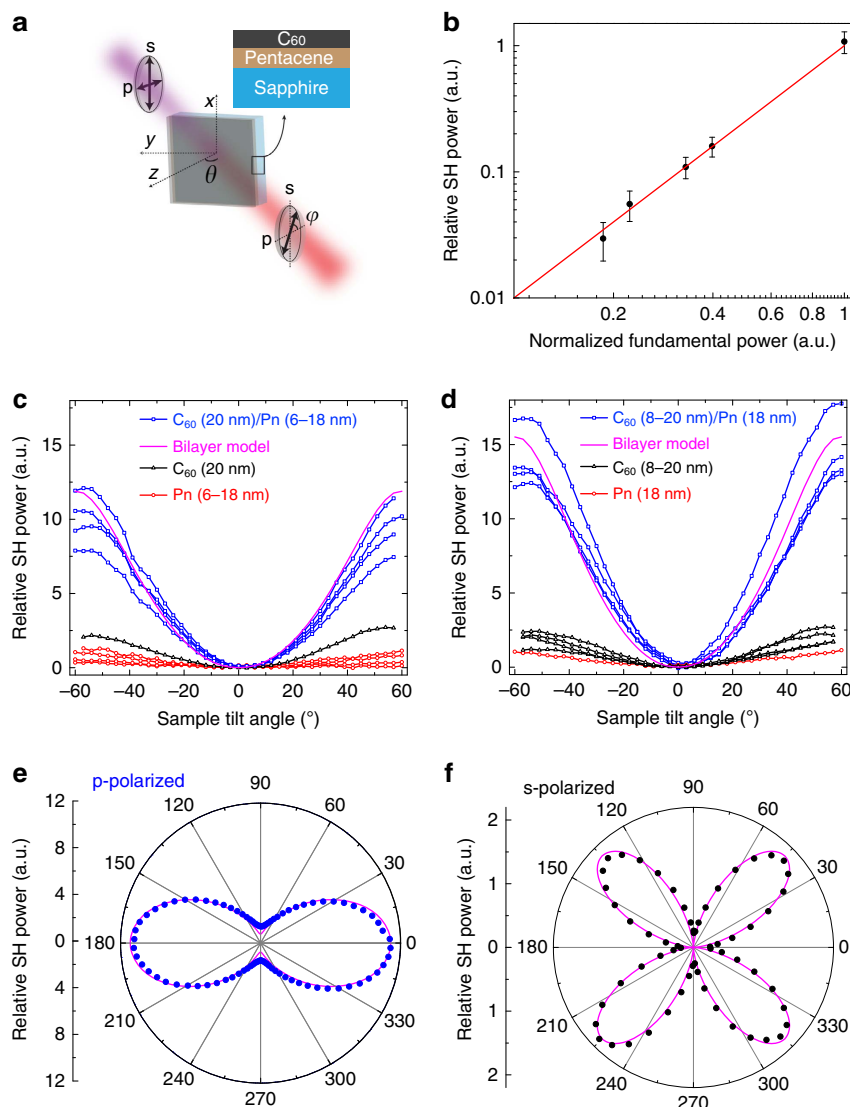 a
s
p
x
y
z
θ
s
p
φ
C60
Pentacene
Sapphire
b
Relative SH power (a.u.)
1
0.1
0.01
0.2 0.4 0.6 0.8 1
Normalized fundamental power (a.u.)
c
Relative SH power (a.u.)
15
10
7.5
2.5
0
C60 (20 nm)/Pn (6–18 nm)
Bilayer model
C60 (20 nm)
Pn (6–18 nm)
−60 −40 −20 0 20 40 60
Sample tilt angle (°)
d
Relative SH power (a.u.)
15
10
7.5
2.5
0
C60 (8–20 nm)/Pn (18 nm)
Bilayer model
C60 (8–20 nm)
Pn (18 nm)
−60 −40 −20 0 20 40 60
Sample tilt angle (°)
e
p-polarized
Relative SH power (a.u.)
12
8
4
0
4
8
12
90
120 60
150 30
180 0
210 330
240 300
270
f
s-polarized
Relative SH power (a.u.)
2
1
0
1
2
90
120 60
150 30
180 0
210 330
240 300
270